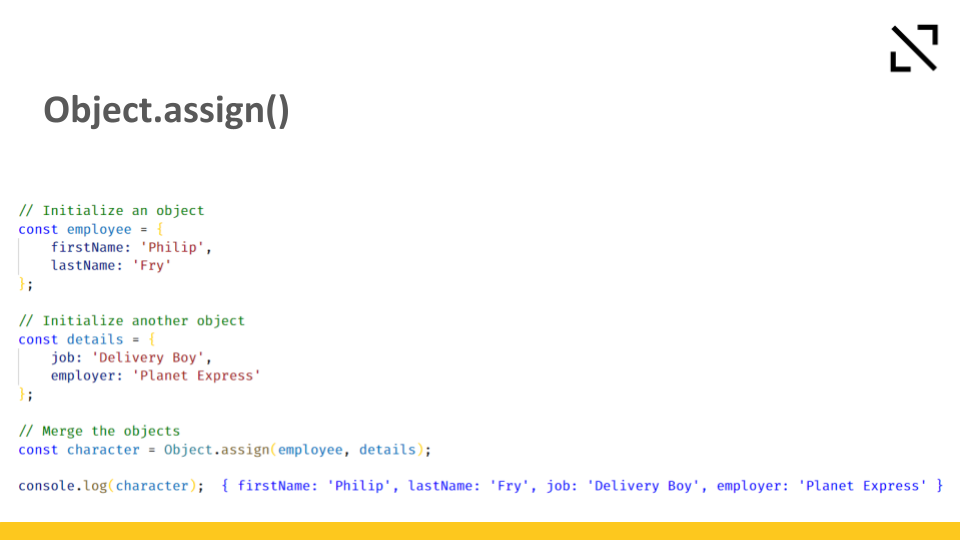 Object.assign()
// Initialize an object
const employee = {
    firstName: 'Philip',
    lastName: 'Fry'
};
// Initialize another object
const details = {
    job: 'Delivery Boy',
    employer: 'Planet Express'
};
// Merge the objects
const character = Object.assign(employee, details);
console.log(character);  { firstName: 'Philip', lastName: 'Fry', job: 'Delivery Boy', employer: 'Planet Express' }